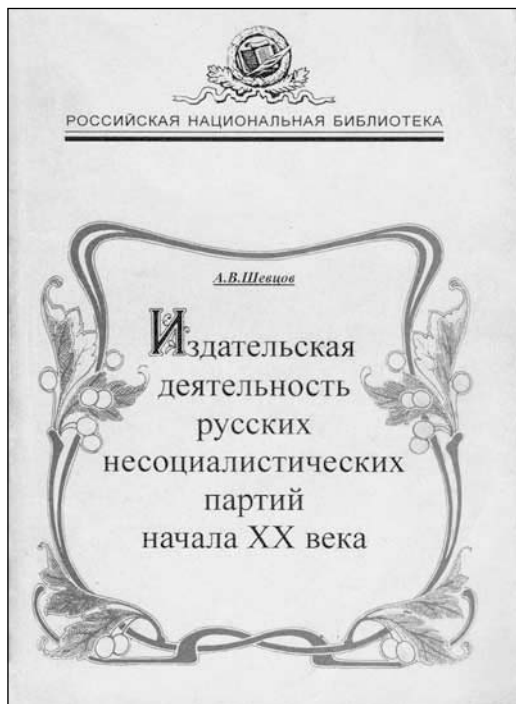 РОССИЙСКАЯ НАЦИОНАЛЬНАЯ БИБЛИОТЕКА
А.В.Шевцов
Издательская
деятельность
русских
несоциалистических
партий
начала XX века